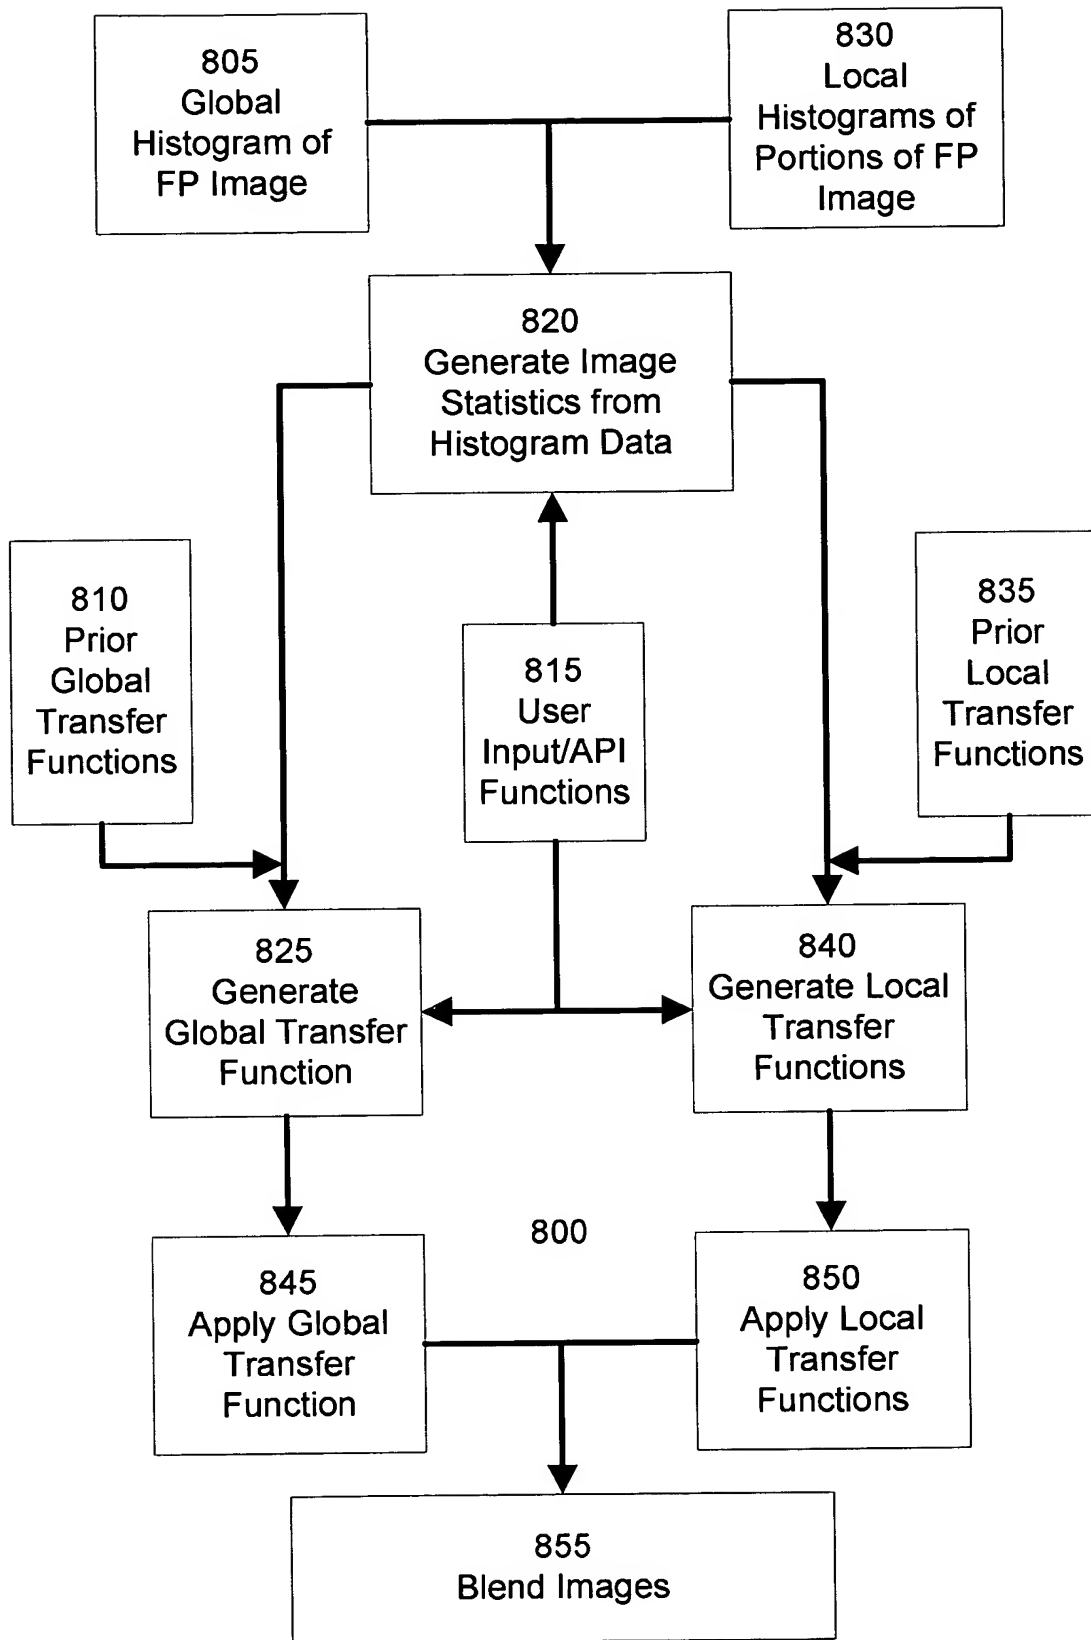 805
Global
Histogram of
FP Image
830
Local
Histograms of
Portions of FP
Image
820
Generate Image
Statistics from
Histogram Data
810
Prior
Global
Transfer
Functions
815
User
Input/API
Functions
835
Prior
Local
Transfer
Functions
825
Generate
Global Transfer
Function
840
Generate Local
Transfer
Functions
800
845
Apply Global
Transfer
Function
850
Apply Local
Transfer
Functions
855
Blend Images